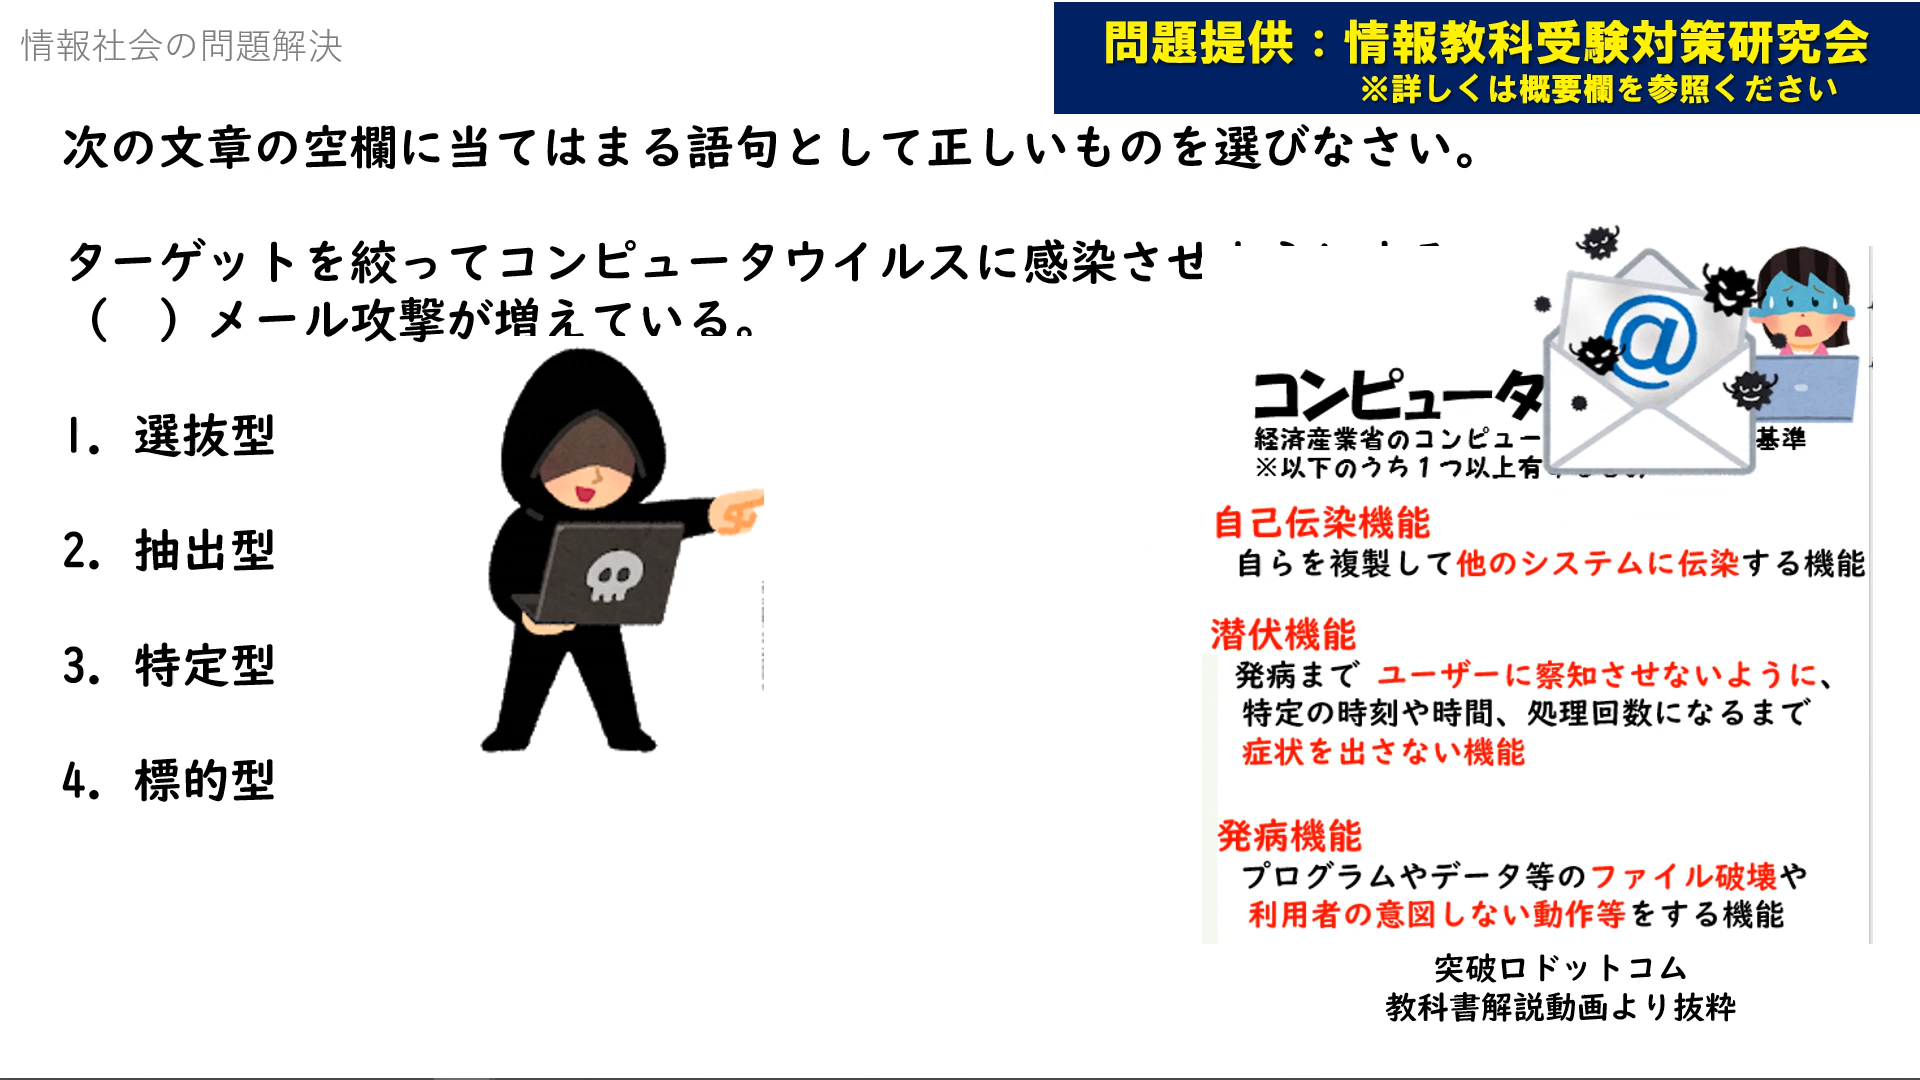 情報社会の問題解決
問題提供：情報教科受験対策研究会
※詳しくは概要欄を参照ください
次の文章の空欄に当てはまる語句として正しいものを選びなさい。
ターゲットを絞ってコンピュータウイルスに感染させ
（　）メール攻撃が増えている。
1. 選抜型
2. 抽出型
3. 特定型
4. 標的型
コンピュータ
経済産業省のコンピュー 基準
※以下のうち１つ以上有
自己伝染機能
自らを複製して他のシステムに伝染する機能
潜伏機能
発病まで ユーザーに察知させないように、
特定の時刻や時間、処理回数になるまで
症状を出さない機能
発病機能
プログラムやデータ等のファイル破壊や
利用者の意図しない動作等をする機能
突破口ドットコム
教科書解説動画より抜粋